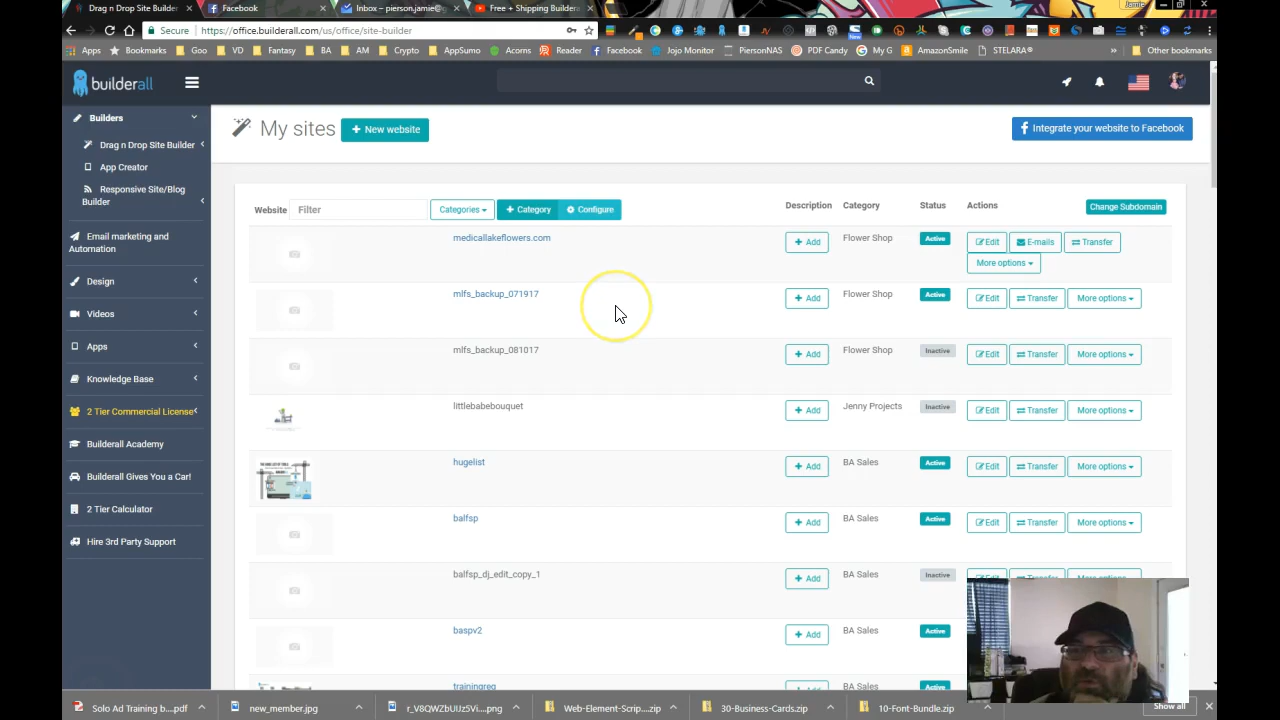 Drag n Drop Site Builder
Facebook
Inbox – pierson.jamie@
Free + Shipping Builder
Jamie
Secure
https://office.builderall.com/us/office/site-builder
New
Apps
Bookmarks
Goo
VD
Fantasy
BA
AM
Crypto
AppSumo
Acorns
Reader
Facebook
Jojo Monitor
PiersonNAS
PDF Candy
My G
AmazonSmile
STELARA®
»
Other bookmarks
builderall
Builders
Drag n Drop Site Builder
App Creator
Responsive Site/Blog
Builder
Email marketing and
Automation
Design
Videos
Apps
Knowledge Base
2 Tier Commercial License
Builderall Academy
Builderall Gives You a Car!
2 Tier Calculator
Hire 3rd Party Support
My sites
+ New website
Integrate your website to Facebook
Website Filter Categories + Category Configure Description Category Status Actions Change Subdomain
medicallakeflowers.com + Add Flower Shop Active Edit E-mails Transfer
More options
mlfs_backup_071917 + Add Flower Shop Active Edit Transfer More options
mlfs_backup_081017 + Add Flower Shop Inactive Edit Transfer More options
littlebabebouquet + Add Jenny Projects Inactive Edit Transfer More options
hugelist + Add BA Sales Active Edit Transfer More options
balfsp + Add BA Sales Active Edit Transfer More options
balfsp_dj_edit_copy_1 + Add BA Sales Inactive Edit Transfer More options
baspv2 + Add BA Sales Active
trainingreg
Solo Ad Training b....pdf
new_member.jpg
r_V8QWZbUUz5Vi....png
Web-Element-Scrip....zip
30-Business-Cards.zip
10-Font-Bundle.zip
Show all